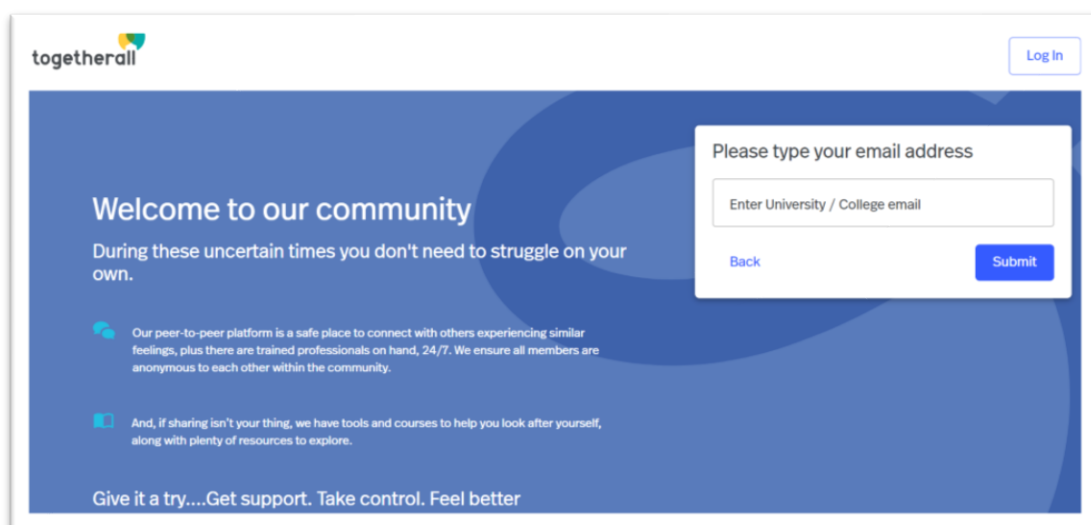 togetherall
Log In
Welcome to our community
During these uncertain times you don't need to struggle on your
own.
Our peer-to-peer platform is a safe place to connect with others experiencing similar
feelings, plus there are trained professionals on hand, 24/7. We ensure all members are
anonymous to each other within the community.
And, if sharing isn't your thing, we have tools and courses to help you look after yourself,
along with plenty of resources to explore.
Give it a try....Get support. Take control. Feel better
Please type your email address
Enter University / College email
Back
Submit